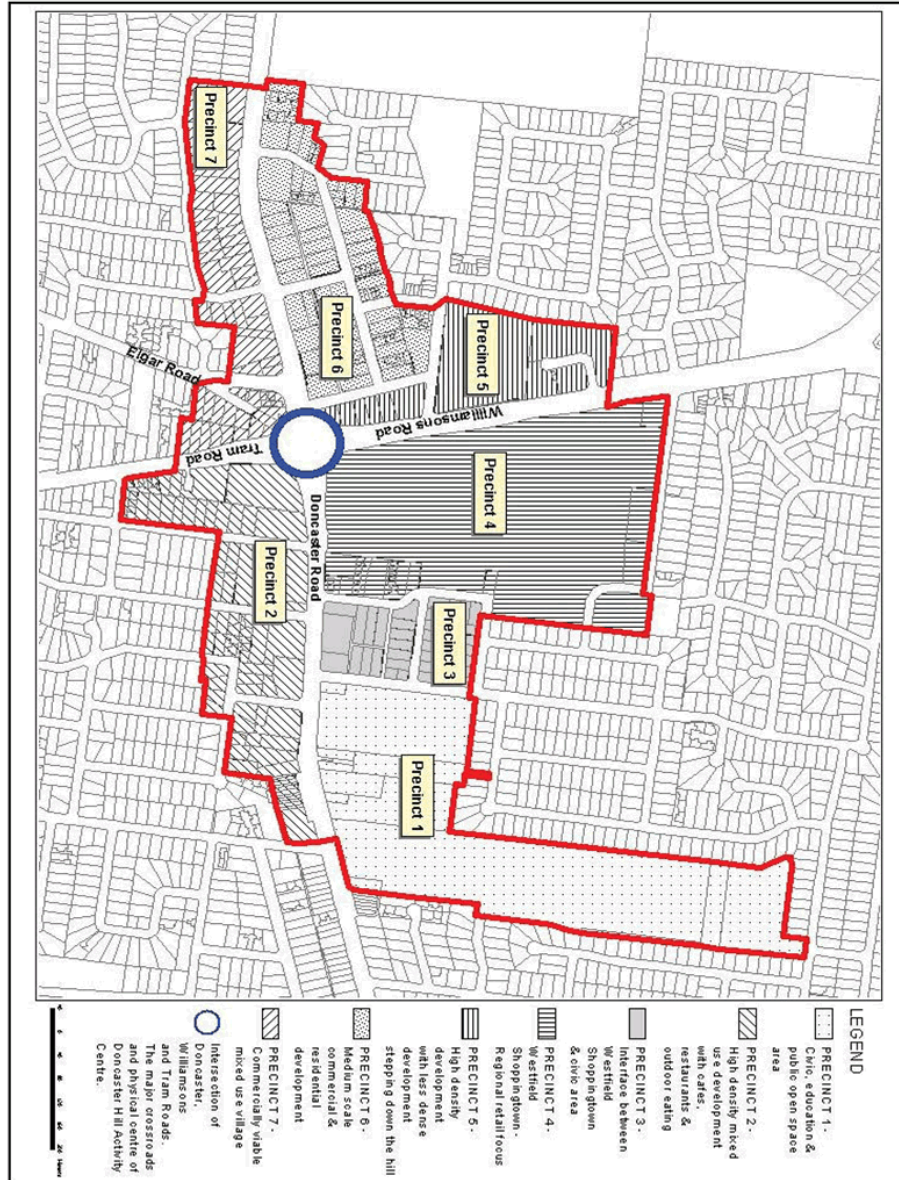 Precinct 7
Precinct 6
Precinct 5
Elgar Road
Williamsons Road
Tram Road
Precinct 4
Doncaster Road
Precinct 2
Precinct 3
Precinct 1
LEGEND
PRECINCT 1 -
Civic, education &
public open space
area
PRECINCT 2 -
High density mixed
use development
with cafes,
restaurants &
outdoor eating
PRECINCT 3 -
Interface between
Westfield
Shoppingtown
& civic area
PRECINCT 4 -
Westfield
Shoppingtown -
Regional retail focus
PRECINCT 5 -
High density
development
with less dense
development
stepping down the hill
PRECINCT 6 -
Medium scale
commercial &
residential
development
PRECINCT 7 -
Commercially viable
mixed use village
Intersection of
Doncaster,
Williamsons
and Tram Roads.
The major crossroads
and physical centre of
Doncaster Hill Activity
Centre.